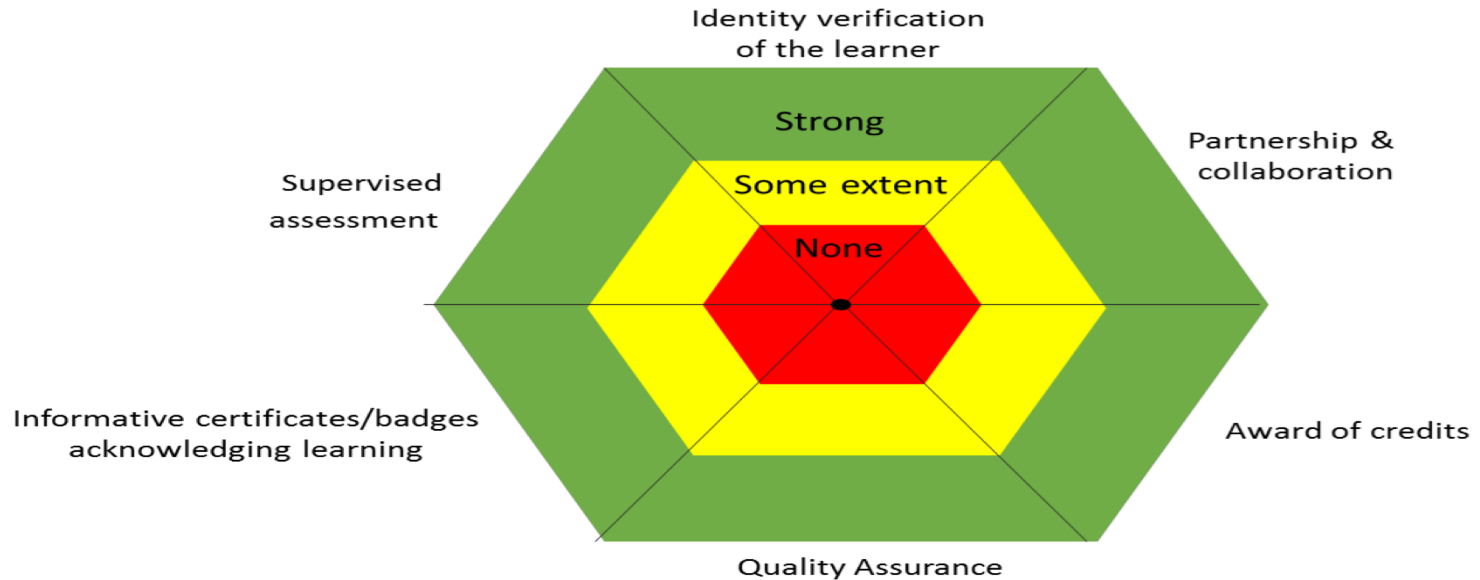 Identity verification
of the learner
Strong
Partnership &
collaboration
Supervised
assessment
Some extent
None
Informative certificates/badges
acknowledging learning
Award of credits
Quality Assurance